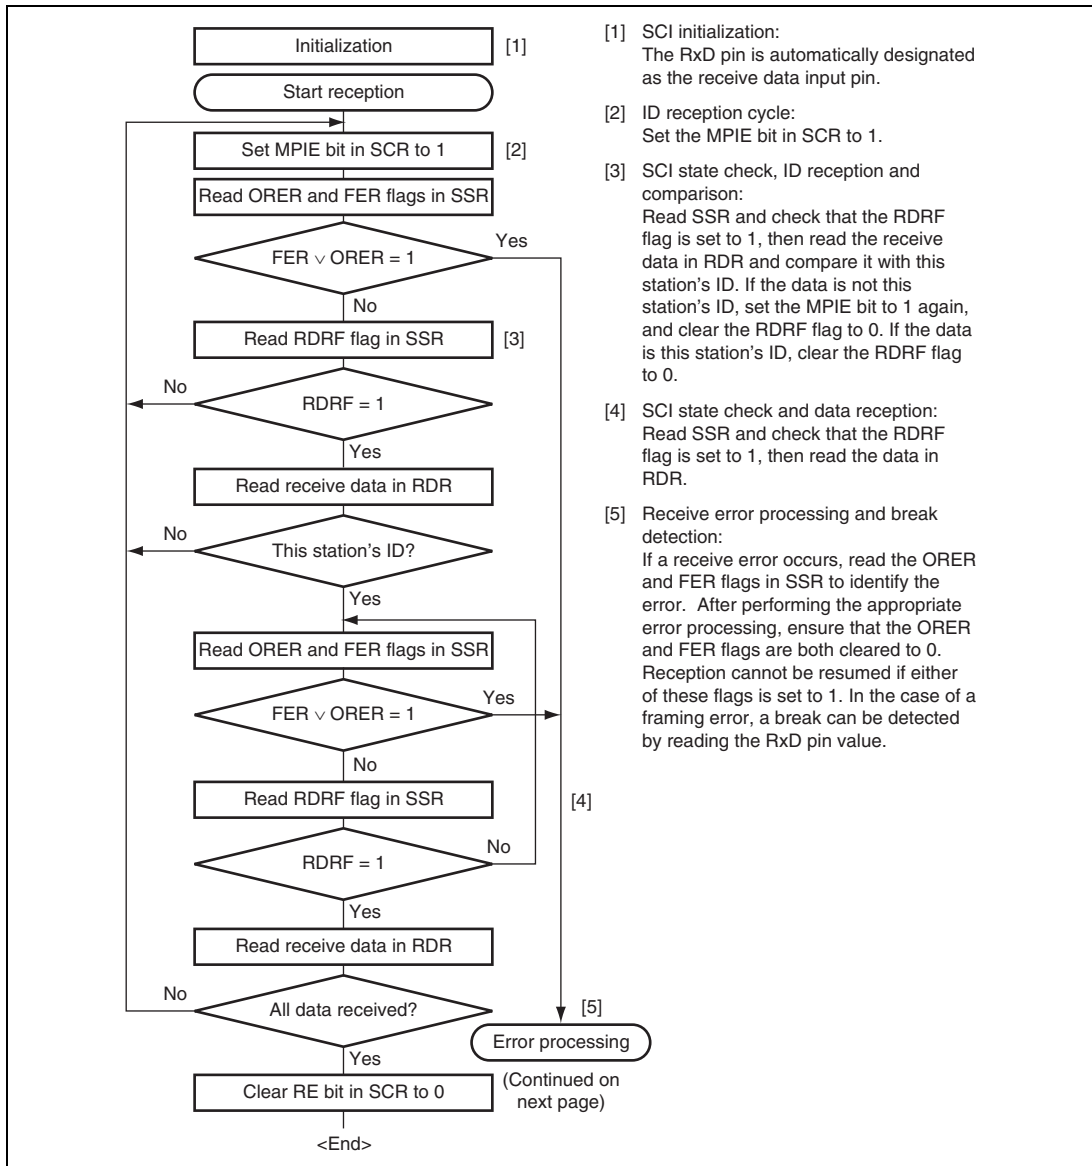 Initialization
[1]
Start reception
Set MPIE bit in SCR to 1
[2]
Read ORER and FER flags in SSR
FER ∨ ORER = 1
Yes
No
Read RDRF flag in SSR
[3]
No
RDRF = 1
Yes
Read receive data in RDR
No
This station's ID?
Yes
Read ORER and FER flags in SSR
FER ∨ ORER = 1
Yes
No
Read RDRF flag in SSR
[4]
RDRF = 1
No
Yes
Read receive data in RDR
No
All data received?
[5]
Error processing
Yes
Clear RE bit in SCR to 0
(Continued on
next page)
<End>
[1] SCI initialization:
The RxD pin is automatically designated
as the receive data input pin.
[2] ID reception cycle:
Set the MPIE bit in SCR to 1.
[3] SCI state check, ID reception and
comparison:
Read SSR and check that the RDRF
flag is set to 1, then read the receive
data in RDR and compare it with this
station's ID. If the data is not this
station's ID, set the MPIE bit to 1 again,
and clear the RDRF flag to 0. If the data
is this station's ID, clear the RDRF flag
to 0.
[4] SCI state check and data reception:
Read SSR and check that the RDRF
flag is set to 1, then read the data in
RDR.
[5] Receive error processing and break
detection:
If a receive error occurs, read the ORER
and FER flags in SSR to identify the
error. After performing the appropriate
error processing, ensure that the ORER
and FER flags are both cleared to 0.
Reception cannot be resumed if either
of these flags is set to 1. In the case of a
framing error, a break can be detected
by reading the RxD pin value.